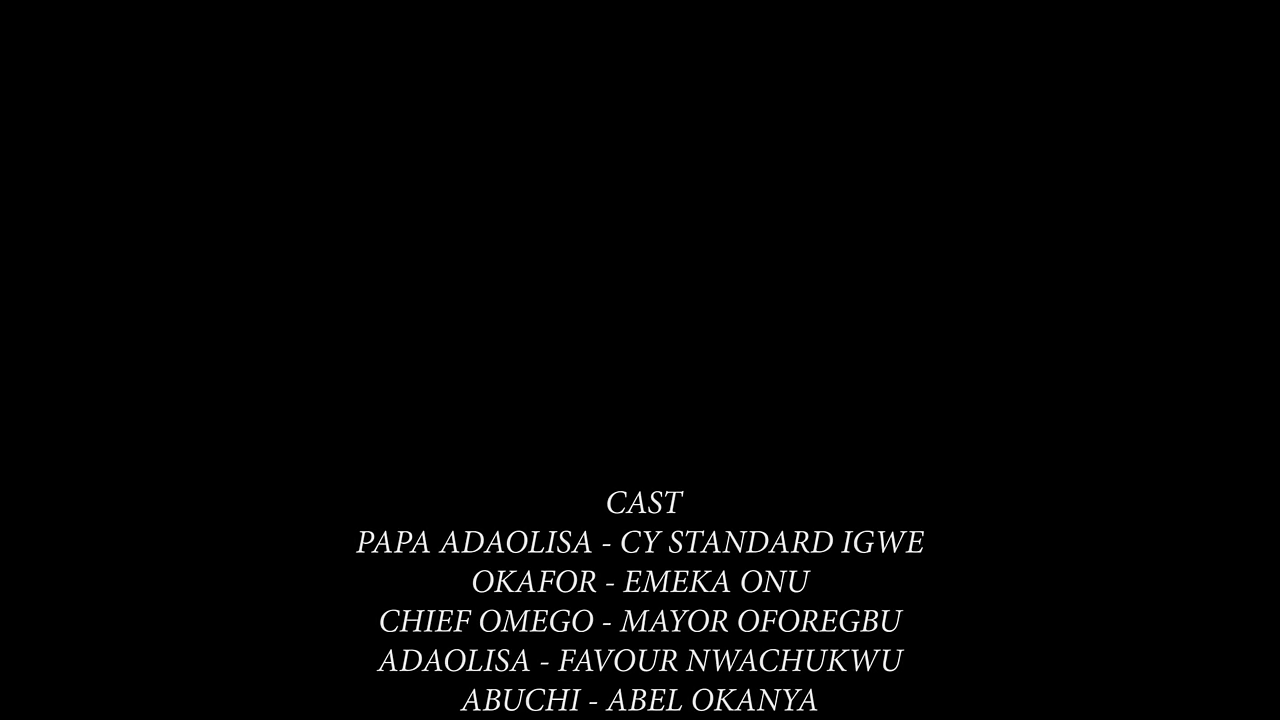 CAST
PAPA ADAOLISA - CY STANDARD IGWE
OKAFOR - EMEKA ONU
CHIEF OMEGO - MAYOR OFOREGBU
ADAOLISA - FAVOUR NWACHUKWU
ABUCHI - ABEL OKANYA